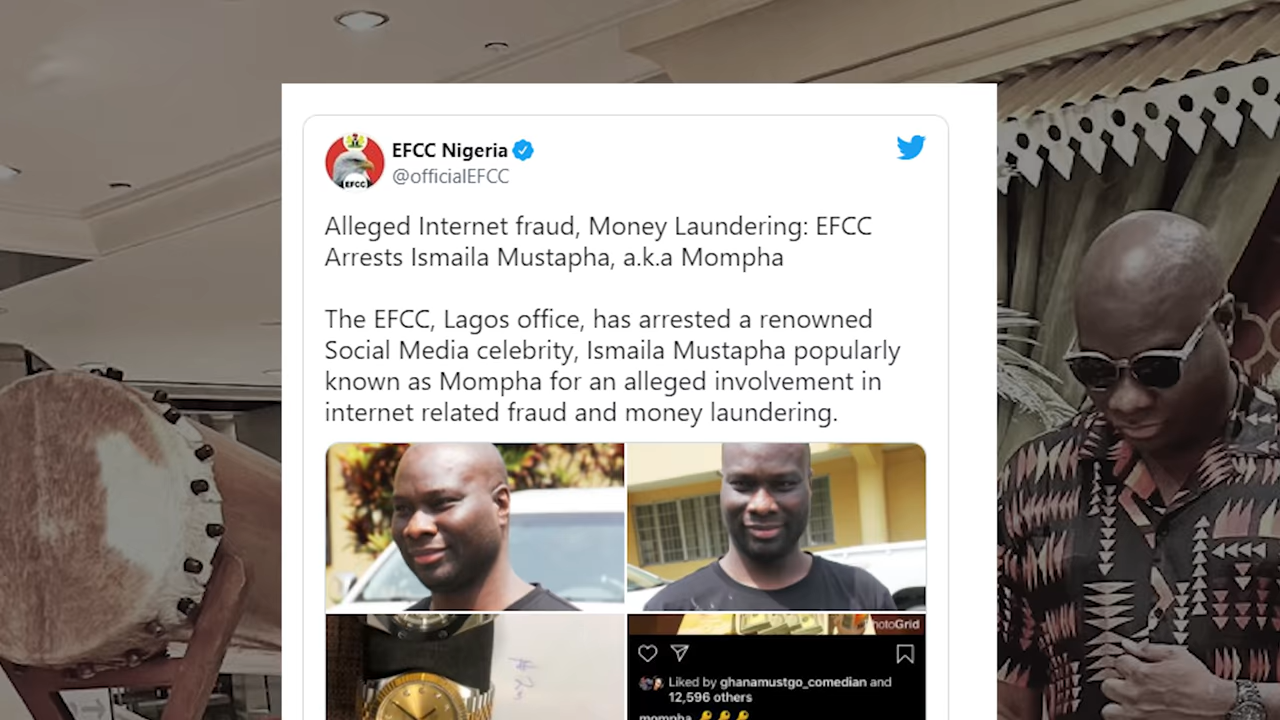 EFCC Nigeria
@officialEFCC
EFCC
Alleged Internet fraud, Money Laundering: EFCC
Arrests Ismaila Mustapha, a.k.a Mompha
The EFCC, Lagos office, has arrested a renowned
Social Media celebrity, Ismaila Mustapha popularly
known as Mompha for an alleged involvement in
internet related fraud and money laundering.
hotoGrid
Liked by ghanamustgo_comedian and
12,596 others
mompha 🔑🔑🔑